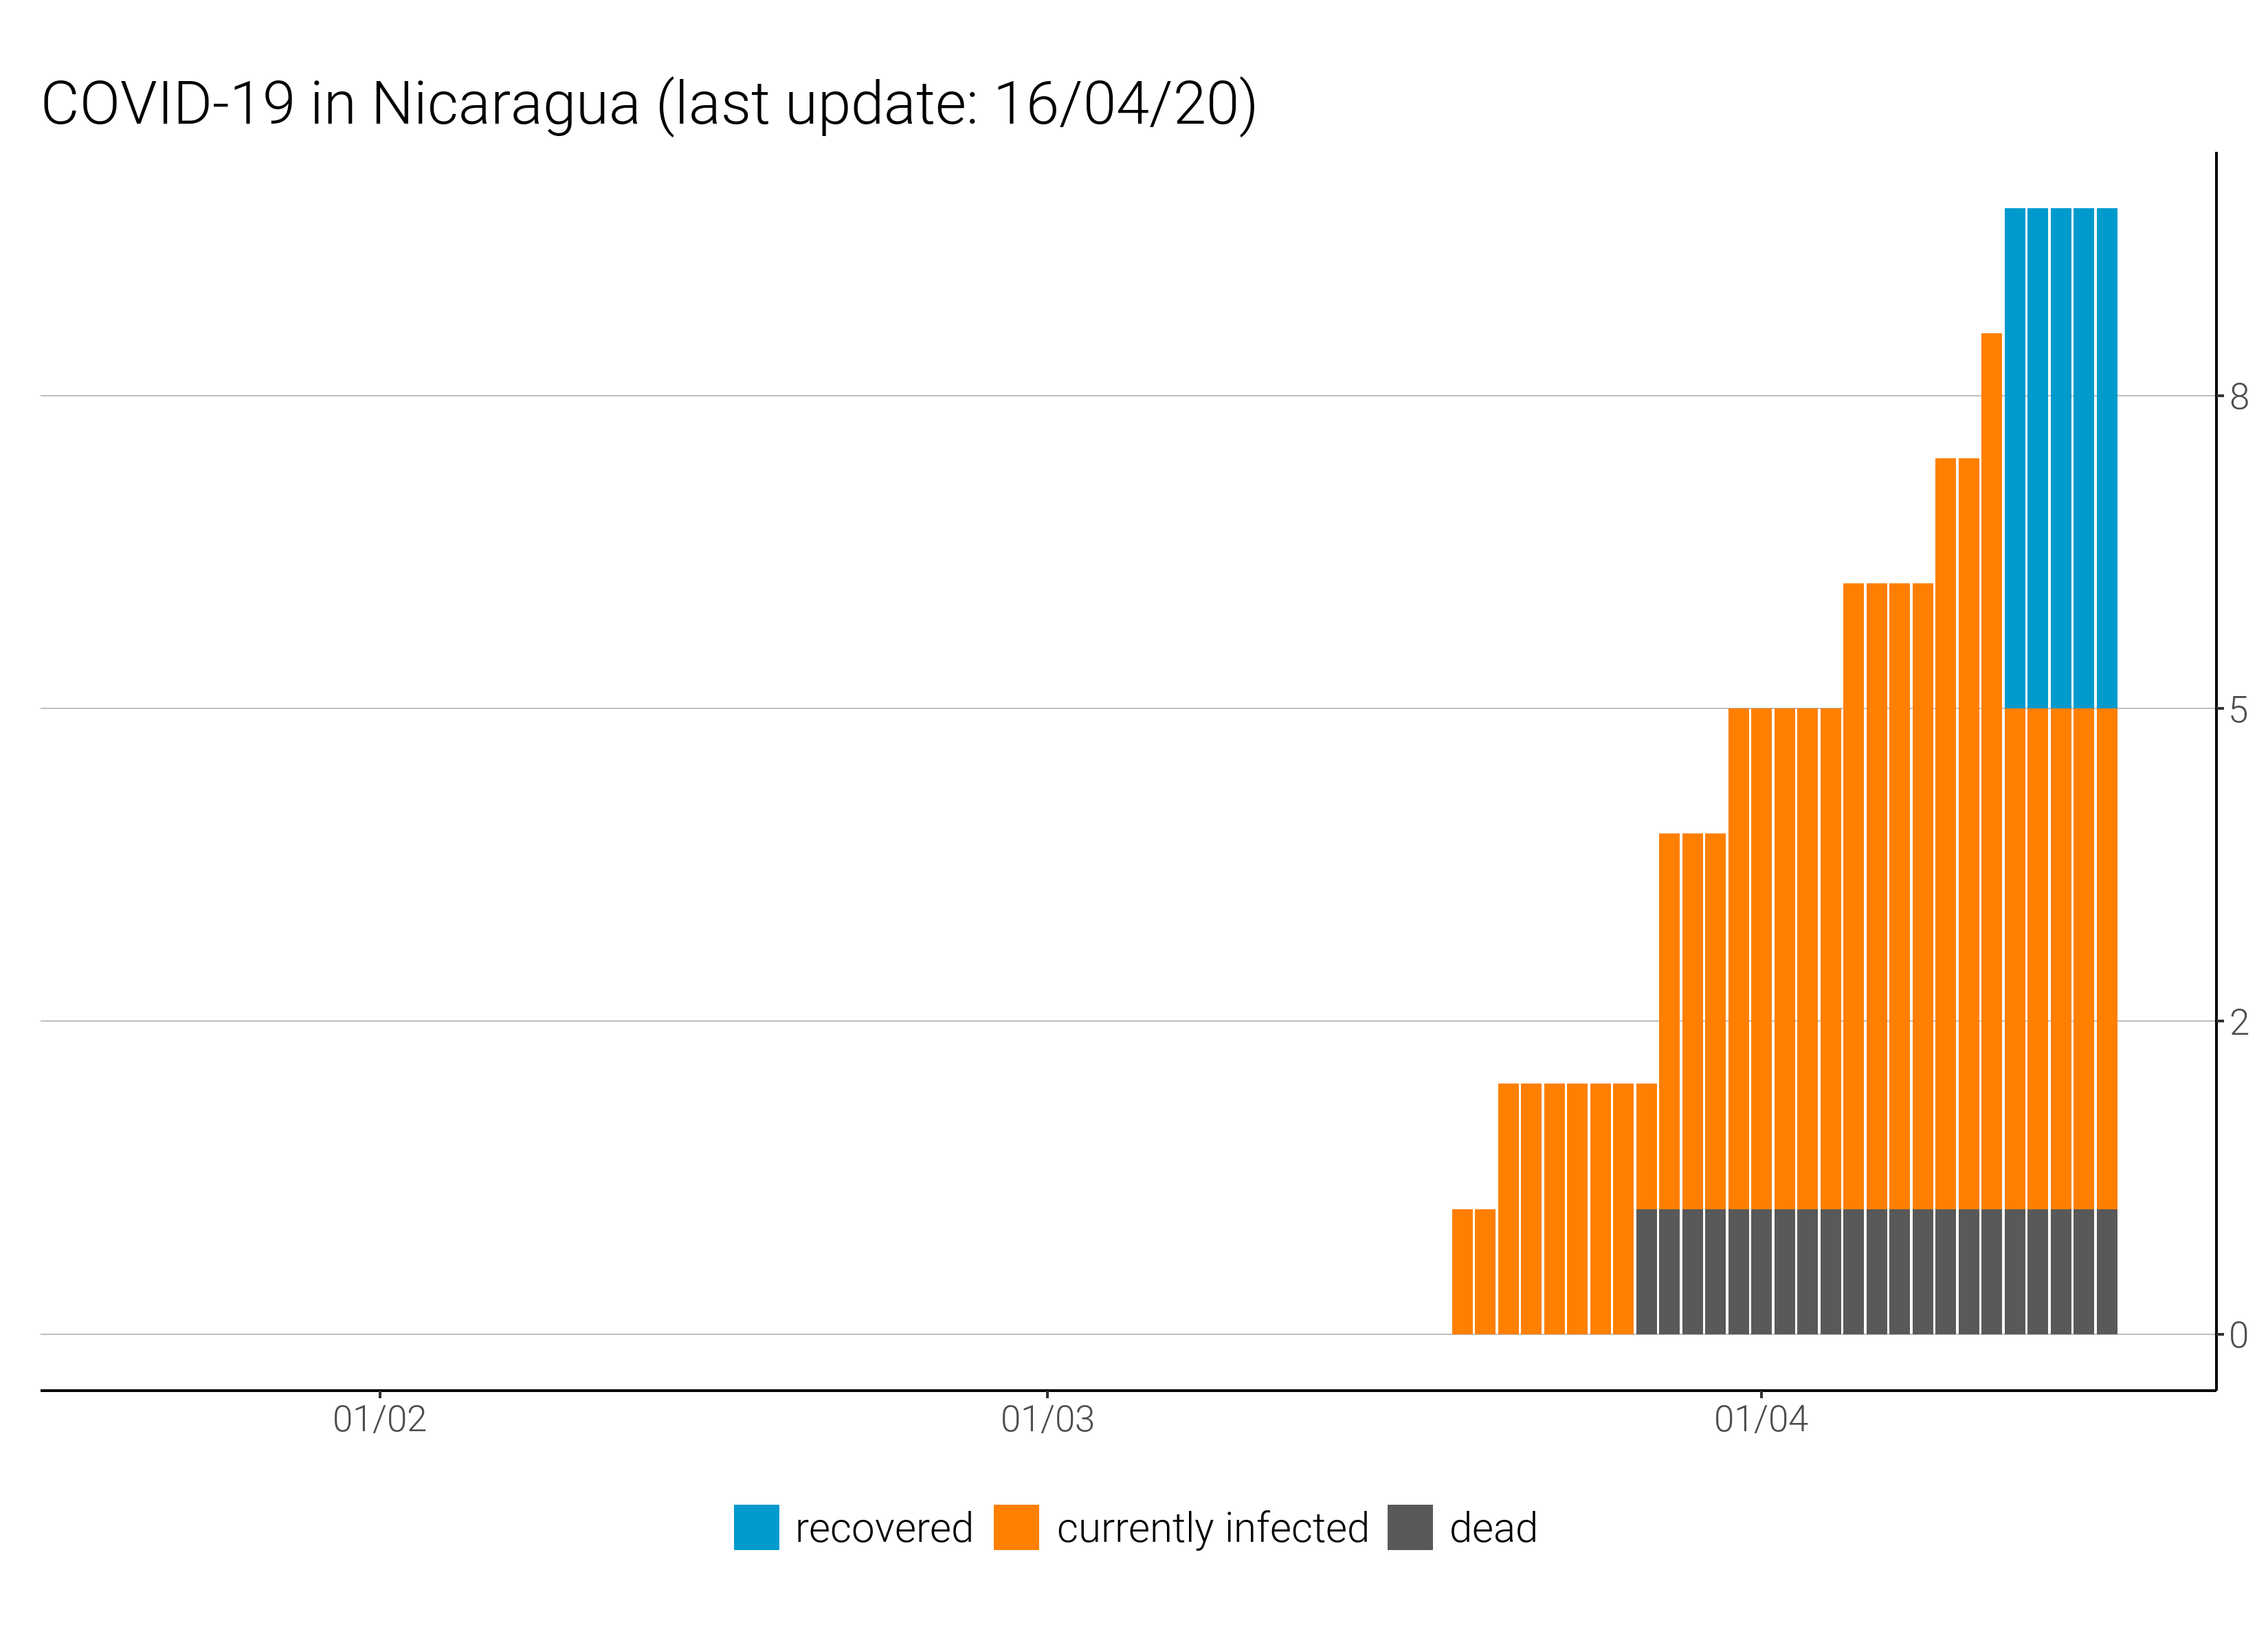 COVID-19 in Nicaragua (last update: 16/04/20)
8
5
2
0
01/02 01/03 01/04
recovered currently infected dead